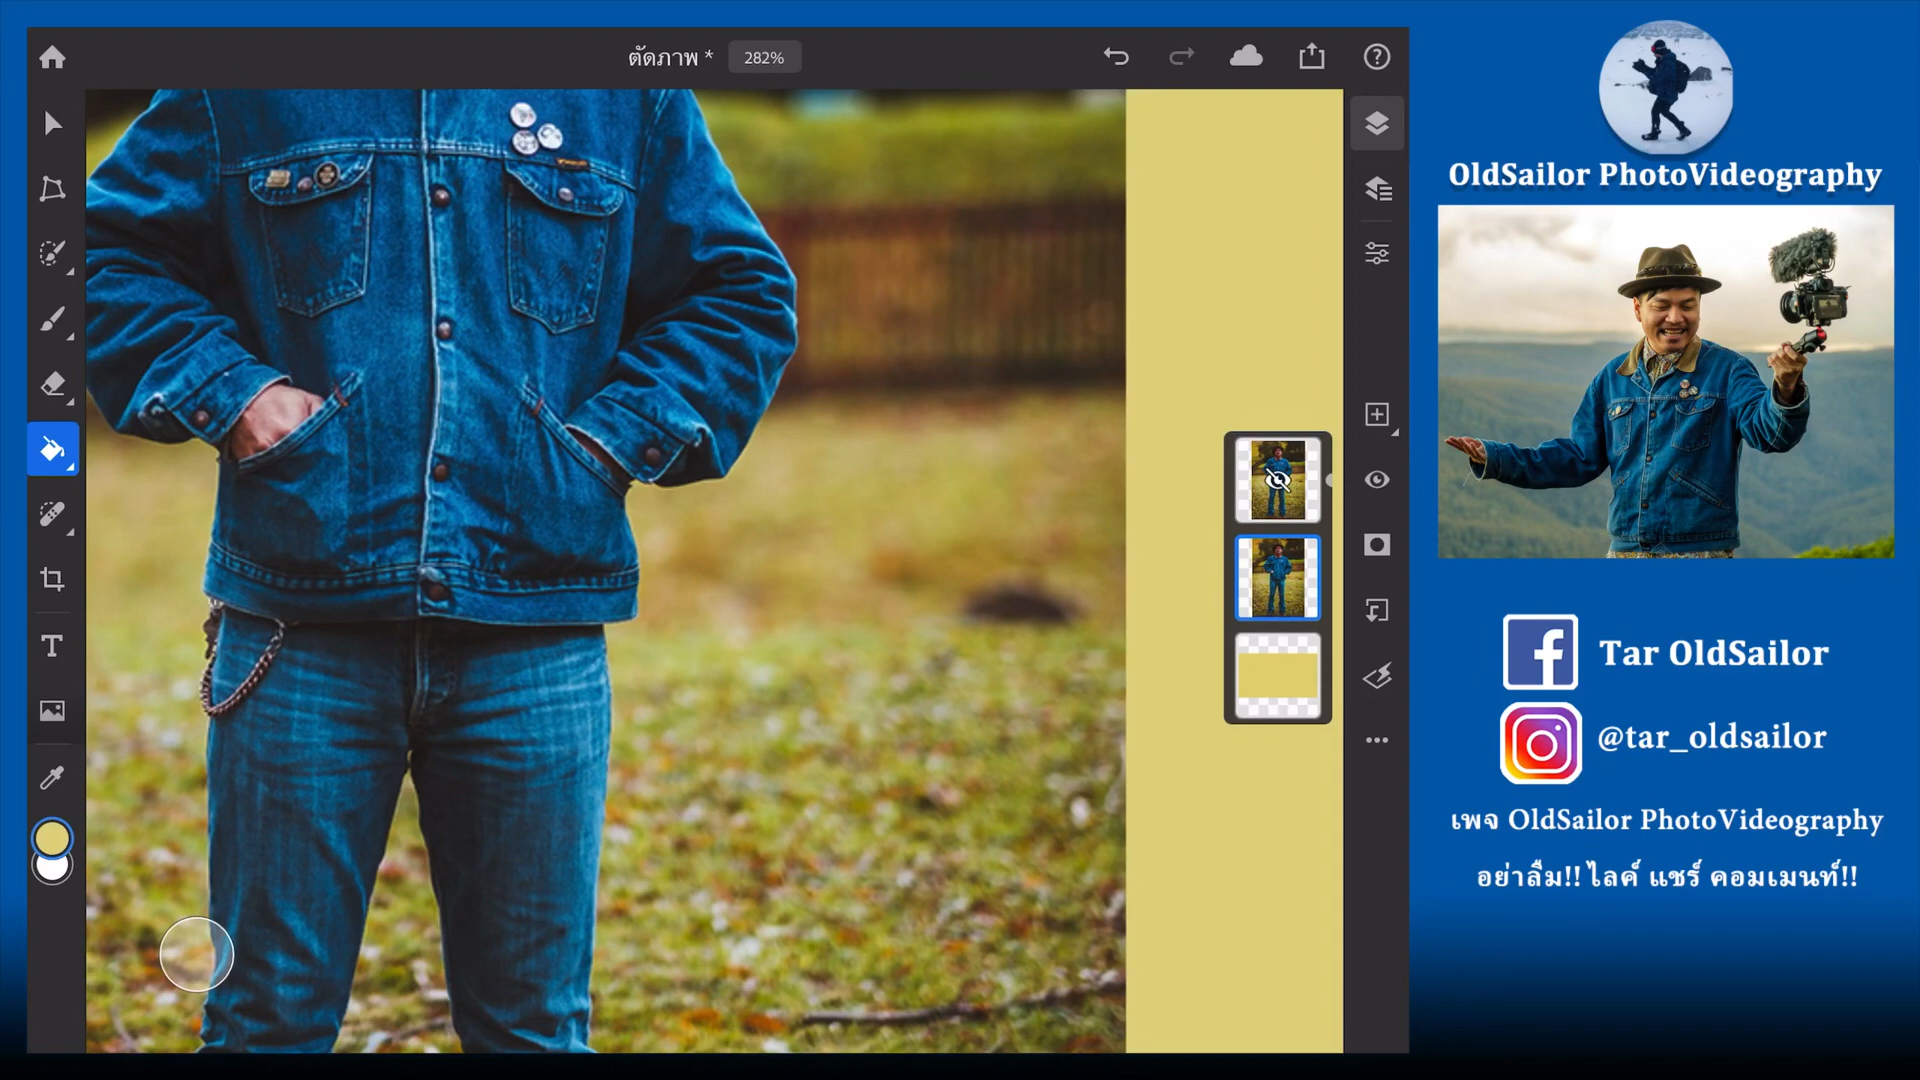 ตัดภาพ *
282%
OldSailor PhotoVideography
Tar OldSailor
@tar_oldsailor
เพจ OldSailor PhotoVideography
อย่าลืม!! ไลค์ แชร์ คอมเมนท์!!